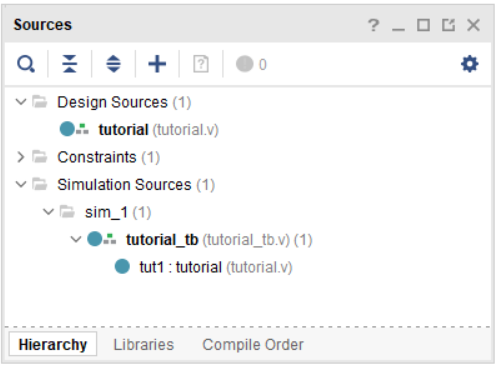 Sources
? 0
Design Sources (1)
tutorial (tutorial.v)
Constraints (1)
Simulation Sources (1)
sim_1 (1)
tutorial_tb (tutorial_tb.v) (1)
tut1 : tutorial (tutorial.v)
Hierarchy Libraries Compile Order